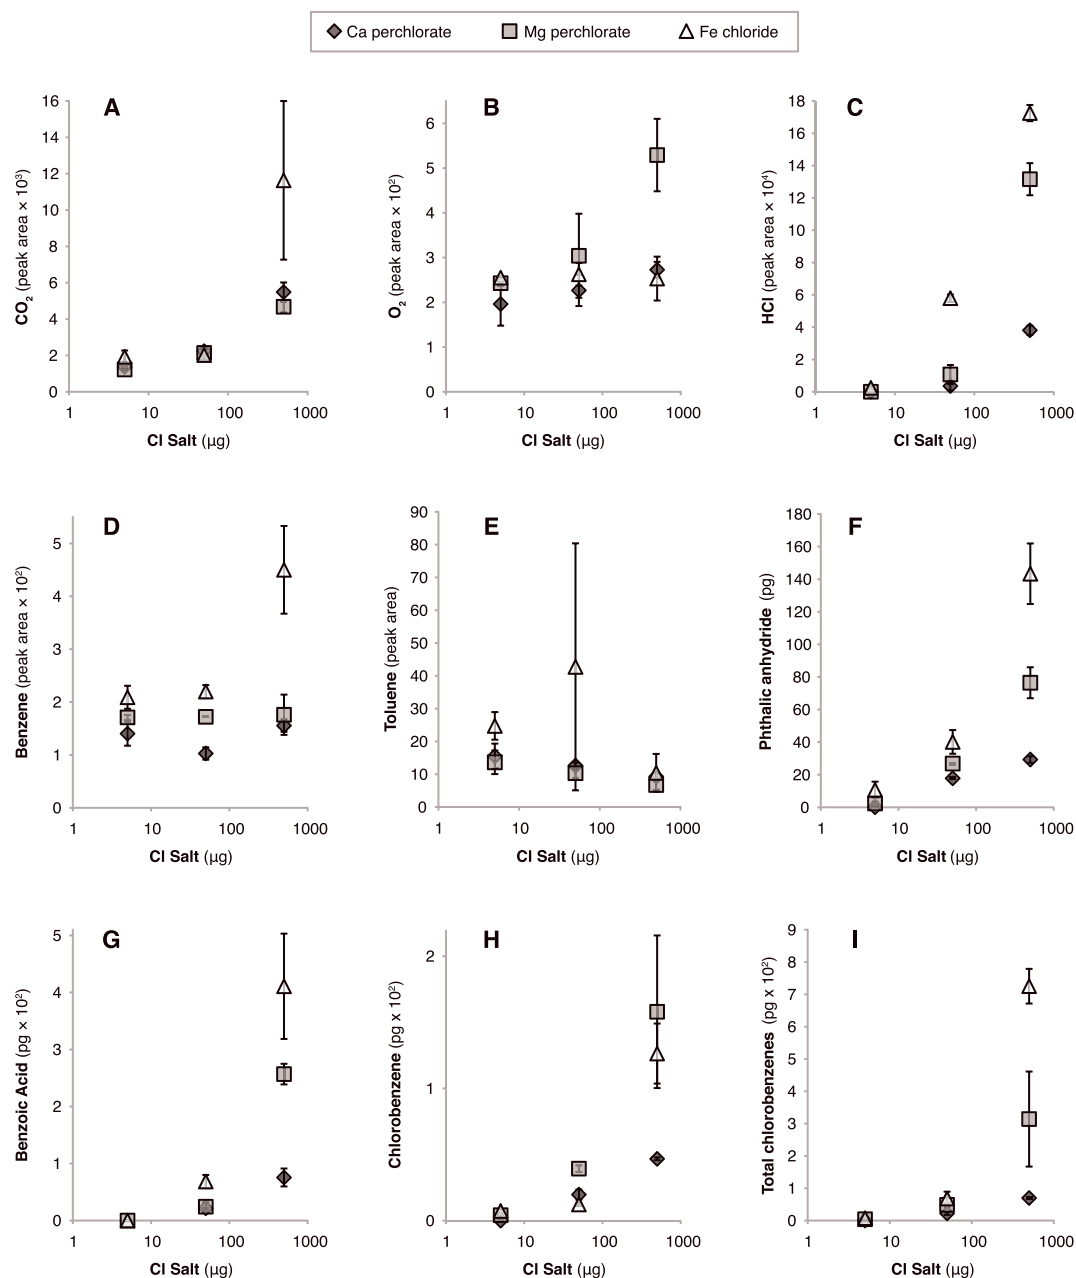 Ca perchlorate Mg perchlorate Fe chloride
A
CO2 (peak area × 10³)
16
14
12
10
8
6
4
2
0
1 10 100 1000
Cl Salt (µg)
B
O2 (peak area × 10²)
6
5
4
3
2
1
0
1 10 100 1000
Cl Salt (µg)
C
HCl (peak area × 10⁴)
18
16
14
12
10
8
6
4
2
0
1 10 100 1000
Cl Salt (µg)
D
Benzene (peak area × 10²)
5
4
3
2
1
0
1 10 100 1000
Cl Salt (µg)
E
Toluene (peak area)
90
80
70
60
50
40
30
20
10
0
1 10 100 1000
Cl Salt (µg)
F
Phthalic anhydride (pg)
180
160
140
120
100
80
60
40
20
0
1 10 100 1000
Cl Salt (µg)
G
Benzoic Acid (pg × 10²)
5
4
3
2
1
0
1 10 100 1000
Cl Salt (µg)
H
Chlorobenzene (pg × 10²)
2
1
0
1 10 100 1000
Cl Salt (µg)
I
Total chlorobenzenes (pg x 10²)
9
8
7
6
5
4
3
2
1
0
1 10 100 1000
Cl Salt (µg)